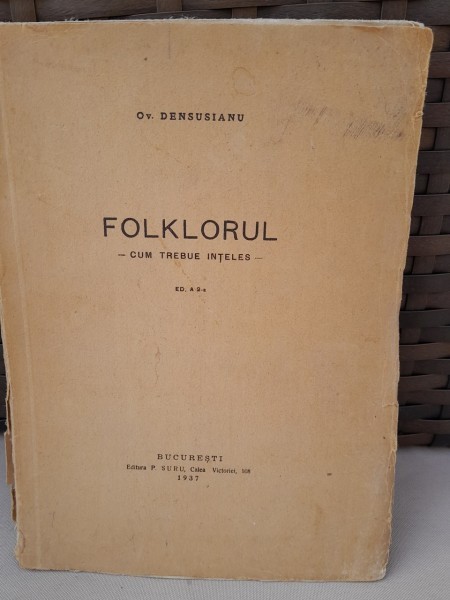 Ov. DENSUSIANU
FOLKLORUL
— CUM TREBUE INȚELES —
ED. A 2-a
BUCUREȘTI
Editura P. SURU, Calea Victoriei, 168
1937